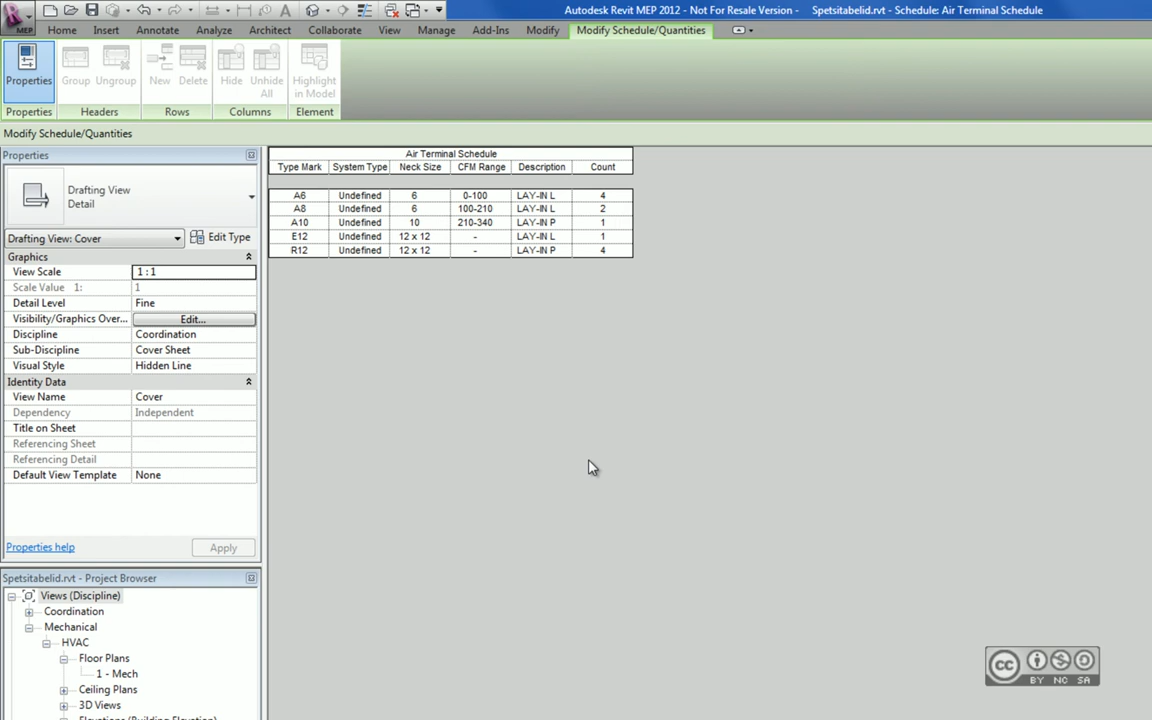 Autodesk Revit MEP 2012 - Not For Resale Version - Spetsitabelid.rvt - Schedule: Air Terminal Schedule
MEP Home Insert Annotate Analyze Architect Collaborate View Manage Add-Ins Modify Modify Schedule/Quantities
Properties Group Ungroup New Delete Hide Unhide All Highlight in Model
Properties Headers Rows Columns Element
Modify Schedule/Quantities
Properties
Drafting View
Detail
Drafting View: Cover Edit Type
Graphics
View Scale 1 : 1
Scale Value 1: 1
Detail Level Fine
Visibility/Graphics Over... Edit...
Discipline Coordination
Sub-Discipline Cover Sheet
Visual Style Hidden Line
Identity Data
View Name Cover
Dependency Independent
Title on Sheet
Referencing Sheet
Referencing Detail
Default View Template None
Properties help Apply
Spetsitabelid.rvt - Project Browser
Views (Discipline)
Coordination
Mechanical
HVAC
Floor Plans
1 - Mech
Ceiling Plans
3D Views
Elevations (Building Elevation)
Air Terminal Schedule
Type Mark System Type Neck Size CFM Range Description Count
A6 Undefined 6 0-100 LAY-IN L 4
A8 Undefined 6 100-210 LAY-IN L 2
A10 Undefined 10 210-340 LAY-IN P 1
E12 Undefined 12 x 12 - LAY-IN L 1
R12 Undefined 12 x 12 - LAY-IN P 4
cc BY NC SA